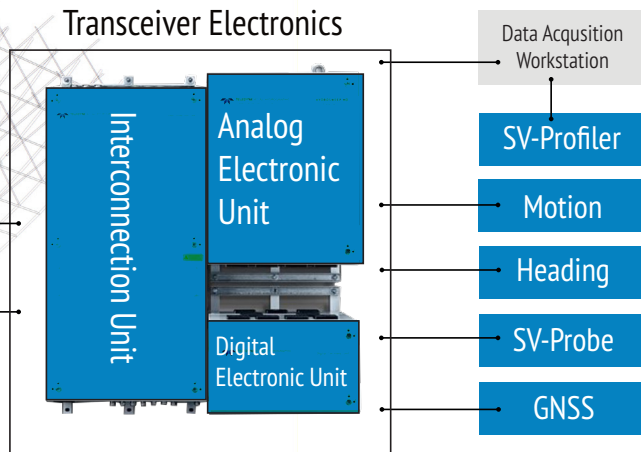 Transceiver Electronics
Data Acqusition
Workstation
Interconnection Unit
Analog
Electronic
Unit
Digital
Electronic Unit
SV-Profiler
Motion
Heading
SV-Probe
GNSS